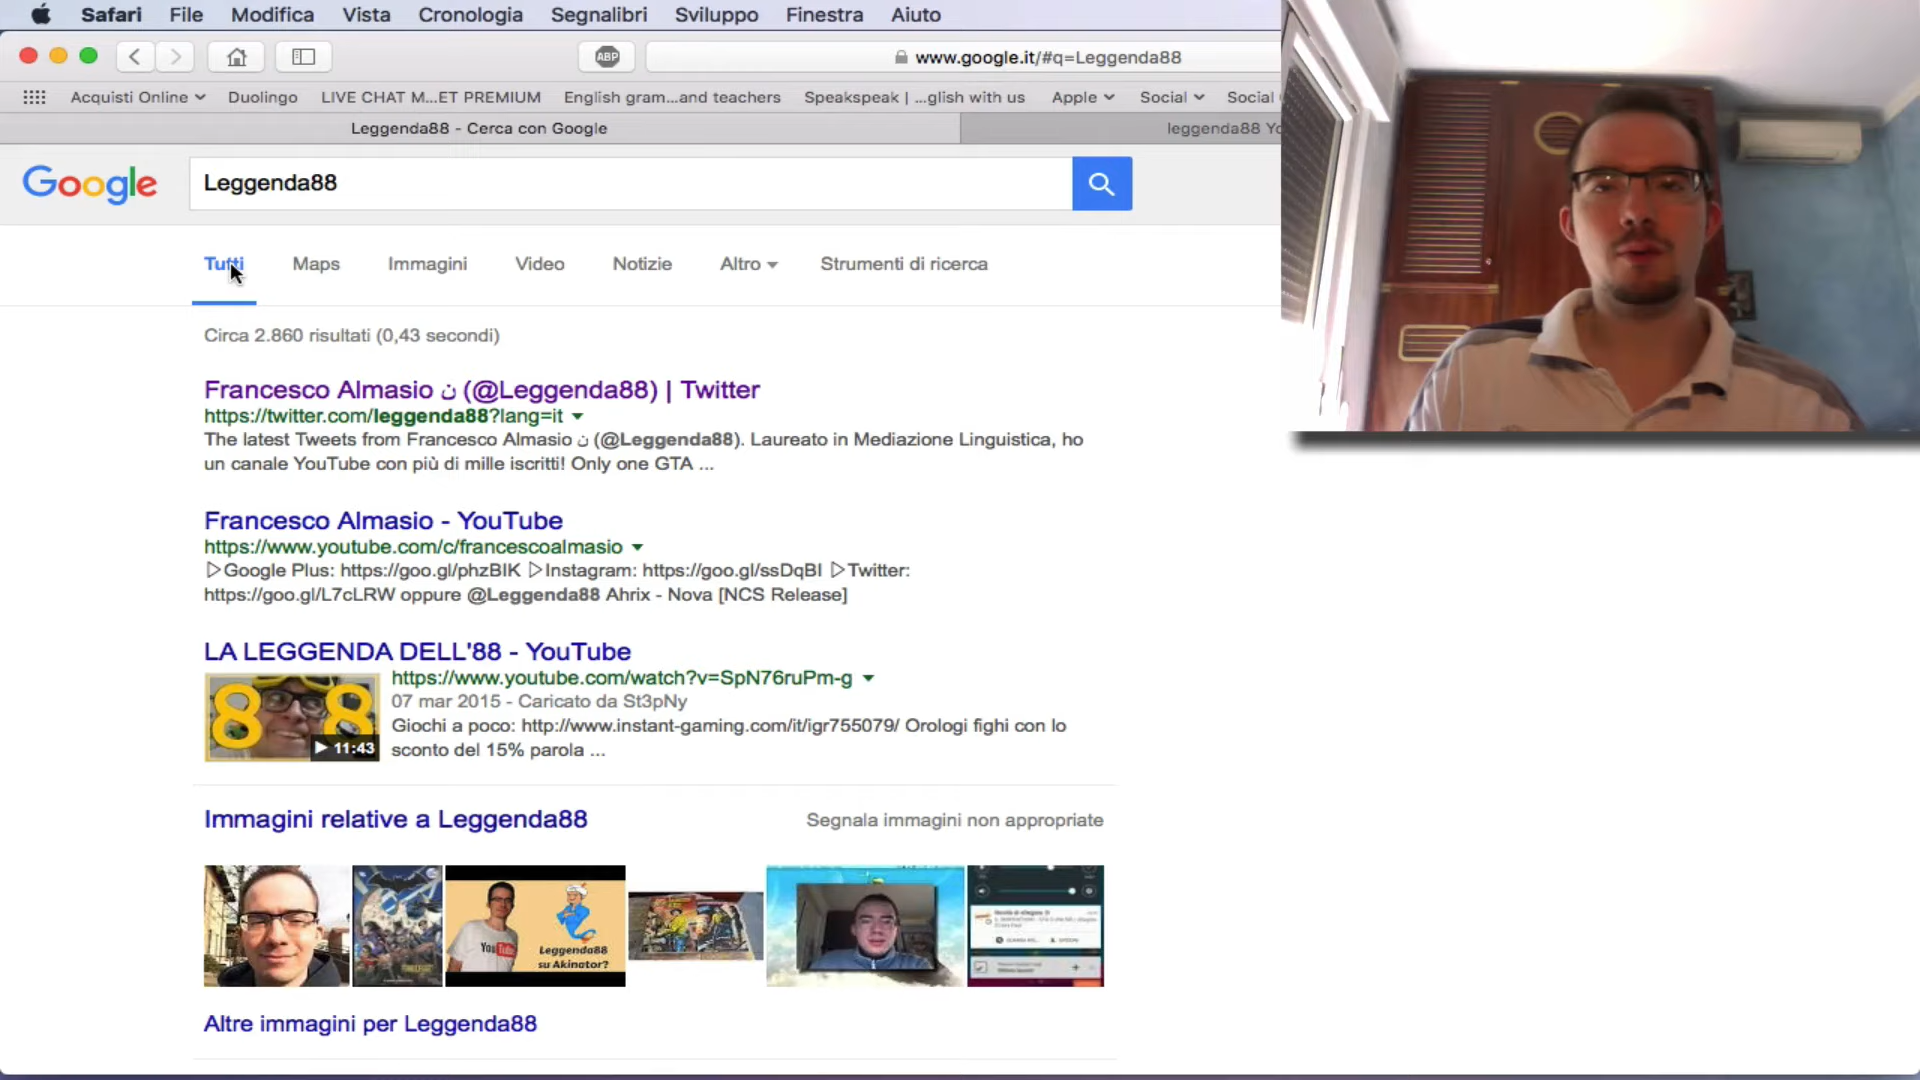 Safari File Modifica Vista Cronologia Segnalibri Sviluppo Finestra Aiuto
ABP www.google.it/#q=Leggenda88
Acquisti Online Duolingo LIVE CHAT M...ET PREMIUM English gram...and teachers Speakspeak | ...glish with us Apple Social Social
Leggenda88 - Cerca con Google leggenda88 Yo
Google Leggenda88
Tutti Maps Immagini Video Notizie Altro Strumenti di ricerca
Circa 2.860 risultati (0,43 secondi)
Francesco Almasio ن (@Leggenda88) | Twitter
https://twitter.com/leggenda88?lang=it
The latest Tweets from Francesco Almasio ن (@Leggenda88). Laureato in Mediazione Linguistica, ho
un canale YouTube con più di mille iscritti! Only one GTA ...
Francesco Almasio - YouTube
https://www.youtube.com/c/francescoalmasio
▷Google Plus: https://goo.gl/phzBIK ▷Instagram: https://goo.gl/ssDqBI ▷Twitter:
https://goo.gl/L7cLRW oppure @Leggenda88 Ahrix - Nova [NCS Release]
LA LEGGENDA DELL'88 - YouTube
https://www.youtube.com/watch?v=SpN76ruPm-g
07 mar 2015 - Caricato da St3pNy
Giochi a poco: http://www.instant-gaming.com/it/igr755079/ Orologi fighi con lo
sconto del 15% parola ...
8 8
11:43
Immagini relative a Leggenda88 Segnala immagini non appropriate
You Tube
Leggenda88
su Akinator?
Altre immagini per Leggenda88